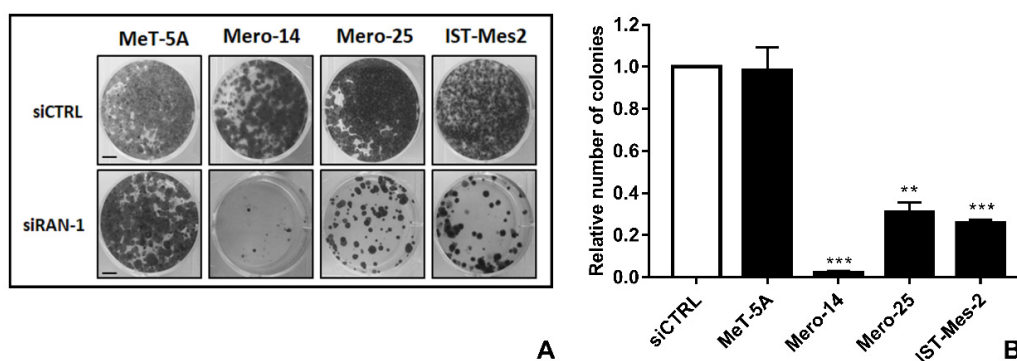 MeT-5A Mero-14 Mero-25 IST-Mes2
siCTRL
siRAN-1
A
Relative number of colonies
1.2
1.0
0.8
0.6
0.4
0.2
0.0
***
**
***
siCTRL
MeT-5A
Mero-14
Mero-25
IST-Mes-2
B